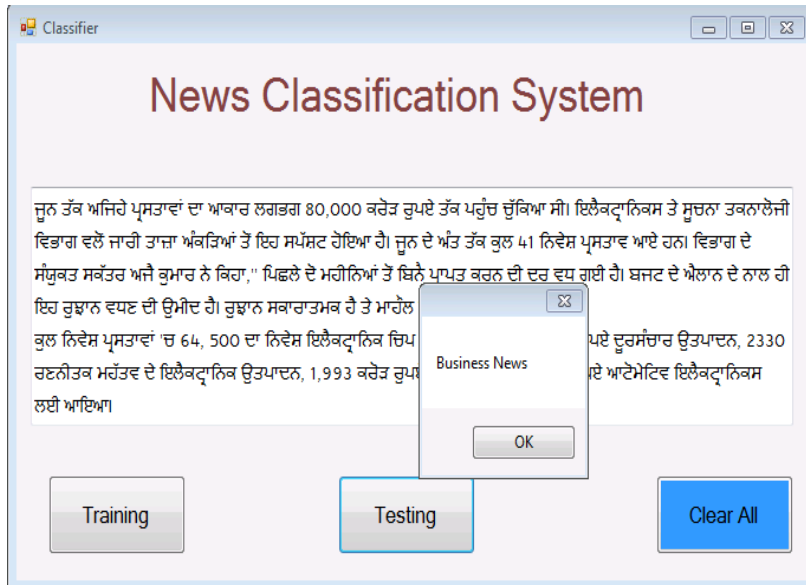 Classifier
News Classification System
ਜੂਨ ਤੱਕ ਅਜਿਹੇ ਪ੍ਰਸਤਾਵਾਂ ਦਾ ਆਕਾਰ ਲਗਭਗ 80,000 ਕਰੋੜ ਰੁਪਏ ਤੱਕ ਪਹੁੰਚ ਚੁੱਕਿਆ ਸੀ। ਇਲੈਕਟ੍ਰਾਨਿਕਸ ਤੇ ਸੂਚਨਾ ਤਕਨਾਲੋਜੀ
ਵਿਭਾਗ ਵਲੋਂ ਜਾਰੀ ਤਾਜ਼ਾ ਅੰਕੜਿਆਂ ਤੋਂ ਇਹ ਸਪੱਸ਼ਟ ਹੋਇਆ ਹੈ। ਜੂਨ ਦੇ ਅੰਤ ਤੱਕ ਕੁਲ 41 ਨਿਵੇਸ਼ ਪ੍ਰਸਤਾਵ ਆਏ ਹਨ। ਵਿਭਾਗ ਦੇ
ਸੰਯੁਕਤ ਸਕੱਤਰ ਅਜੈ ਕੁਮਾਰ ਨੇ ਕਿਹਾ,'' ਪਿਛਲੇ ਦੋ ਮਹੀਨਿਆਂ ਤੋਂ ਬਿਨੈ ਪ੍ਰਾਪਤ ਕਰਨ ਦੀ ਦਰ ਵਧ ਗਈ ਹੈ। ਬਜਟ ਦੇ ਐਲਾਨ ਦੇ ਨਾਲ ਹੀ
ਇਹ ਰੁਝਾਨ ਵਧਣ ਦੀ ਉਮੀਦ ਹੈ। ਰੁਝਾਨ ਸਕਾਰਾਤਮਕ ਹੈ ਤੇ ਮਾਹੌਲ
ਕੁਲ ਨਿਵੇਸ਼ ਪ੍ਰਸਤਾਵਾਂ 'ਚ 64, 500 ਦਾ ਨਿਵੇਸ਼ ਇਲੈਕਟ੍ਰਾਨਿਕ ਚਿਪ ਪਏ ਦੂਰਸੰਚਾਰ ਉਤਪਾਦਨ, 2330
ਰਣਨੀਤਕ ਮਹੱਤਵ ਦੇ ਇਲੈਕਟ੍ਰਾਨਿਕ ਉਤਪਾਦਨ, 1,993 ਕਰੋੜ ਰੁਪਏ ਪਏ ਆਟੋਮੇਟਿਵ ਇਲੈਕਟ੍ਰਾਨਿਕਸ
ਲਈ ਆਇਆ।
Business News
OK
Training Testing Clear All